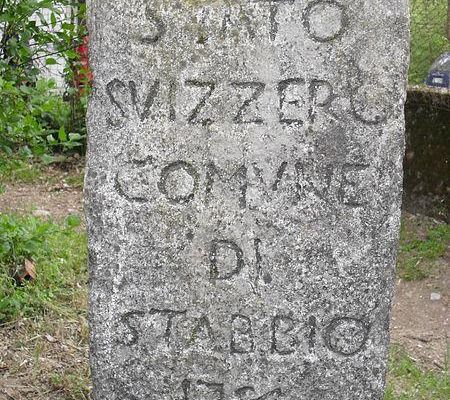 STATO
SVIZZERO
COMVNE
DI
STABBIO